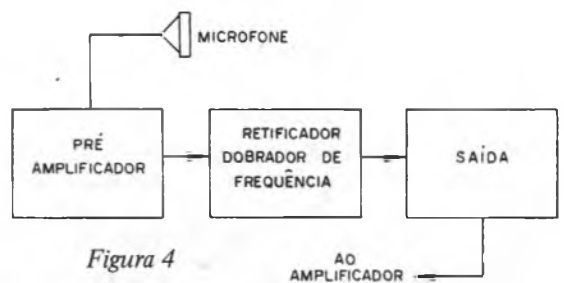 MICROFONE
PRÉ
AMPLIFICADOR
RETIFICADOR
DOBRADOR DE
FREQUÊNCIA
SAÍDA
Figura 4
AO
AMPLIFICADOR